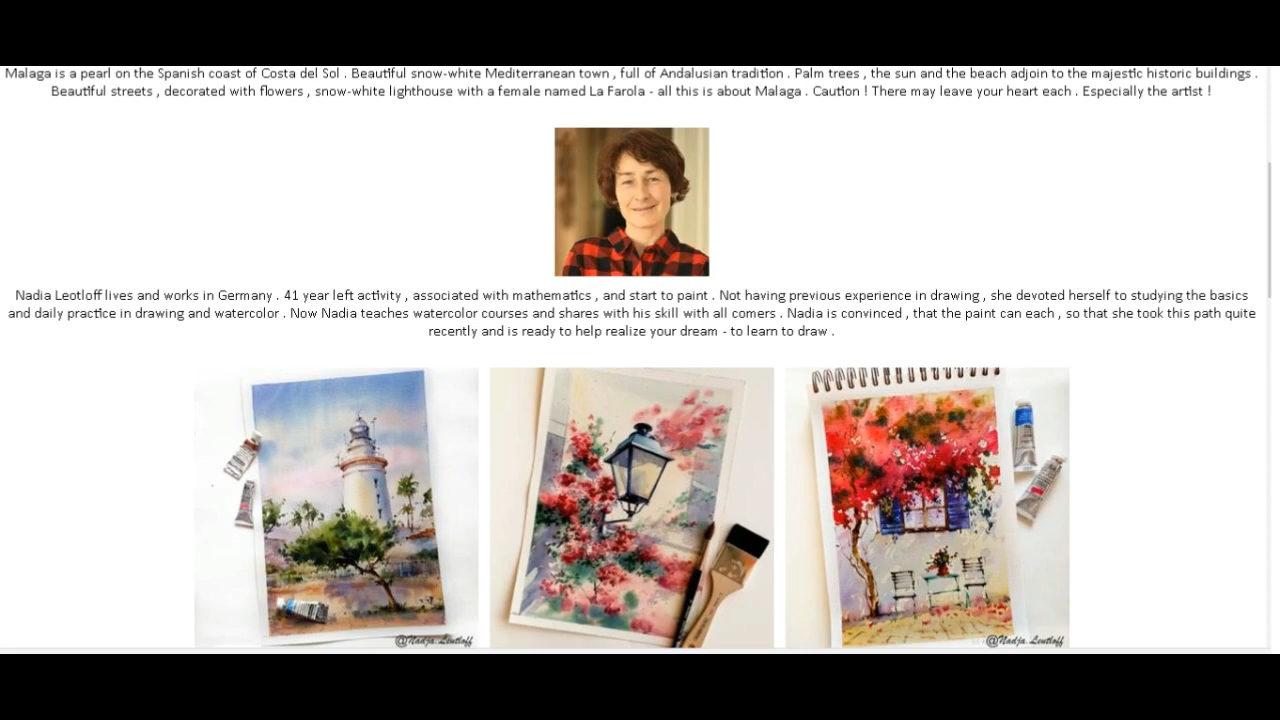 Malaga is a pearl on the Spanish coast of Costa del Sol . Beautiful snow-white Mediterranean town , full of Andalusian tradition . Palm trees , the sun and the beach adjoin to the majestic historic buildings .
Beautiful streets , decorated with flowers , snow-white lighthouse with a female named La Farola - all this is about Malaga . Caution ! There may leave your heart each . Especially the artist !
Nadia Leotloff lives and works in Germany . 41 year left activity , associated with mathematics , and start to paint . Not having previous experience in drawing , she devoted herself to studying the basics
and daily practice in drawing and watercolor . Now Nadia teaches watercolor courses and shares with his skill with all comers . Nadia is convinced , that the paint can each , so that she took this path quite
recently and is ready to help realize your dream - to learn to draw .
@Nadja Leutloff
@Nadja Leutloff